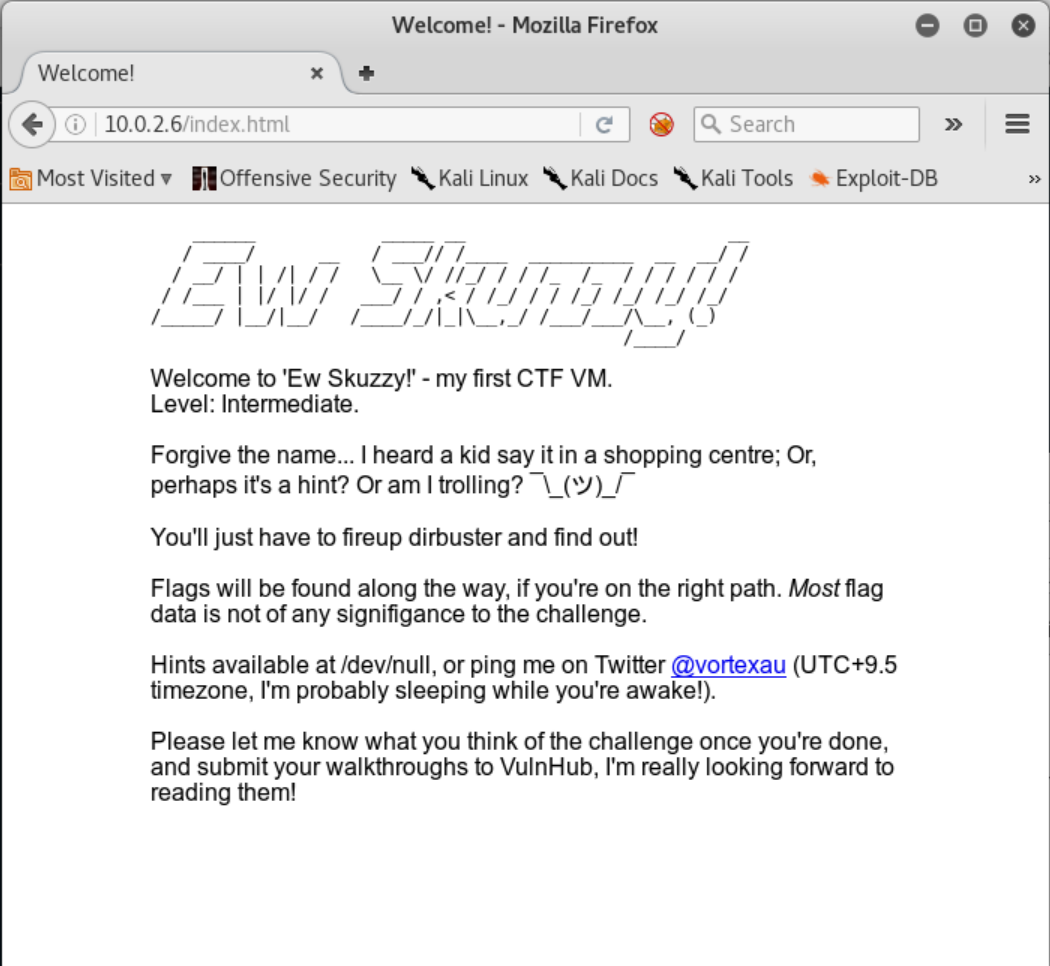 Welcome! - Mozilla Firefox
Welcome!
10.0.2.6/index.html
Search
Most Visited
Offensive Security
Kali Linux
Kali Docs
Kali Tools
Exploit-DB
Ew Skuzzy!
Welcome to 'Ew Skuzzy!' - my first CTF VM.
Level: Intermediate.
Forgive the name... I heard a kid say it in a shopping centre; Or,
perhaps it's a hint? Or am I trolling? ¯\_(ツ)_/¯
You'll just have to fireup dirbuster and find out!
Flags will be found along the way, if you're on the right path. Most flag
data is not of any signifigance to the challenge.
Hints available at /dev/null, or ping me on Twitter @vortexau (UTC+9.5
timezone, I'm probably sleeping while you're awake!).
Please let me know what you think of the challenge once you're done,
and submit your walkthroughs to VulnHub, I'm really looking forward to
reading them!